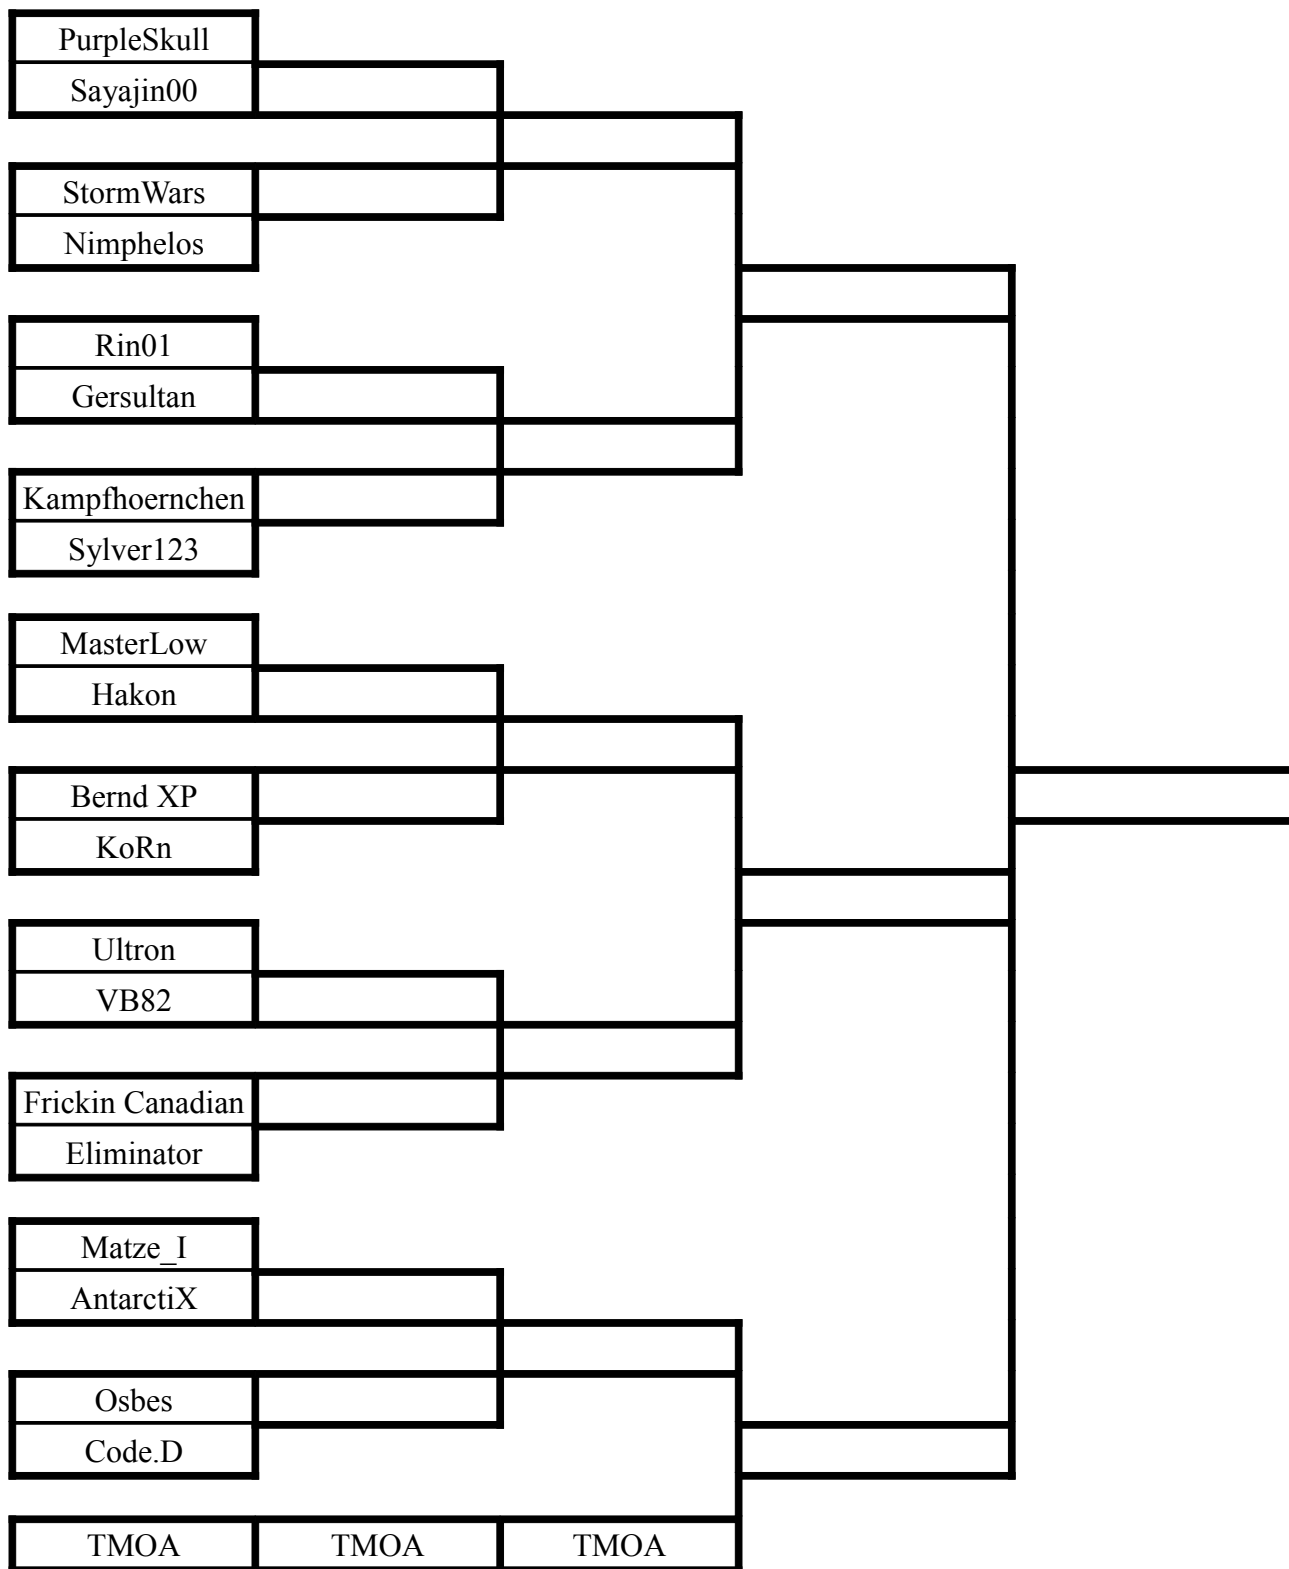 PurpleSkull
Sayajin00
StormWars
Nimphelos
Rin01
Gersultan
Kampfhoernchen
Sylver123
MasterLow
Hakon
Bernd XP
KoRn
Ultron
VB82
Frickin Canadian
Eliminator
Matze_I
AntarctiX
Osbes
Code.D
TMOA TMOA TMOA